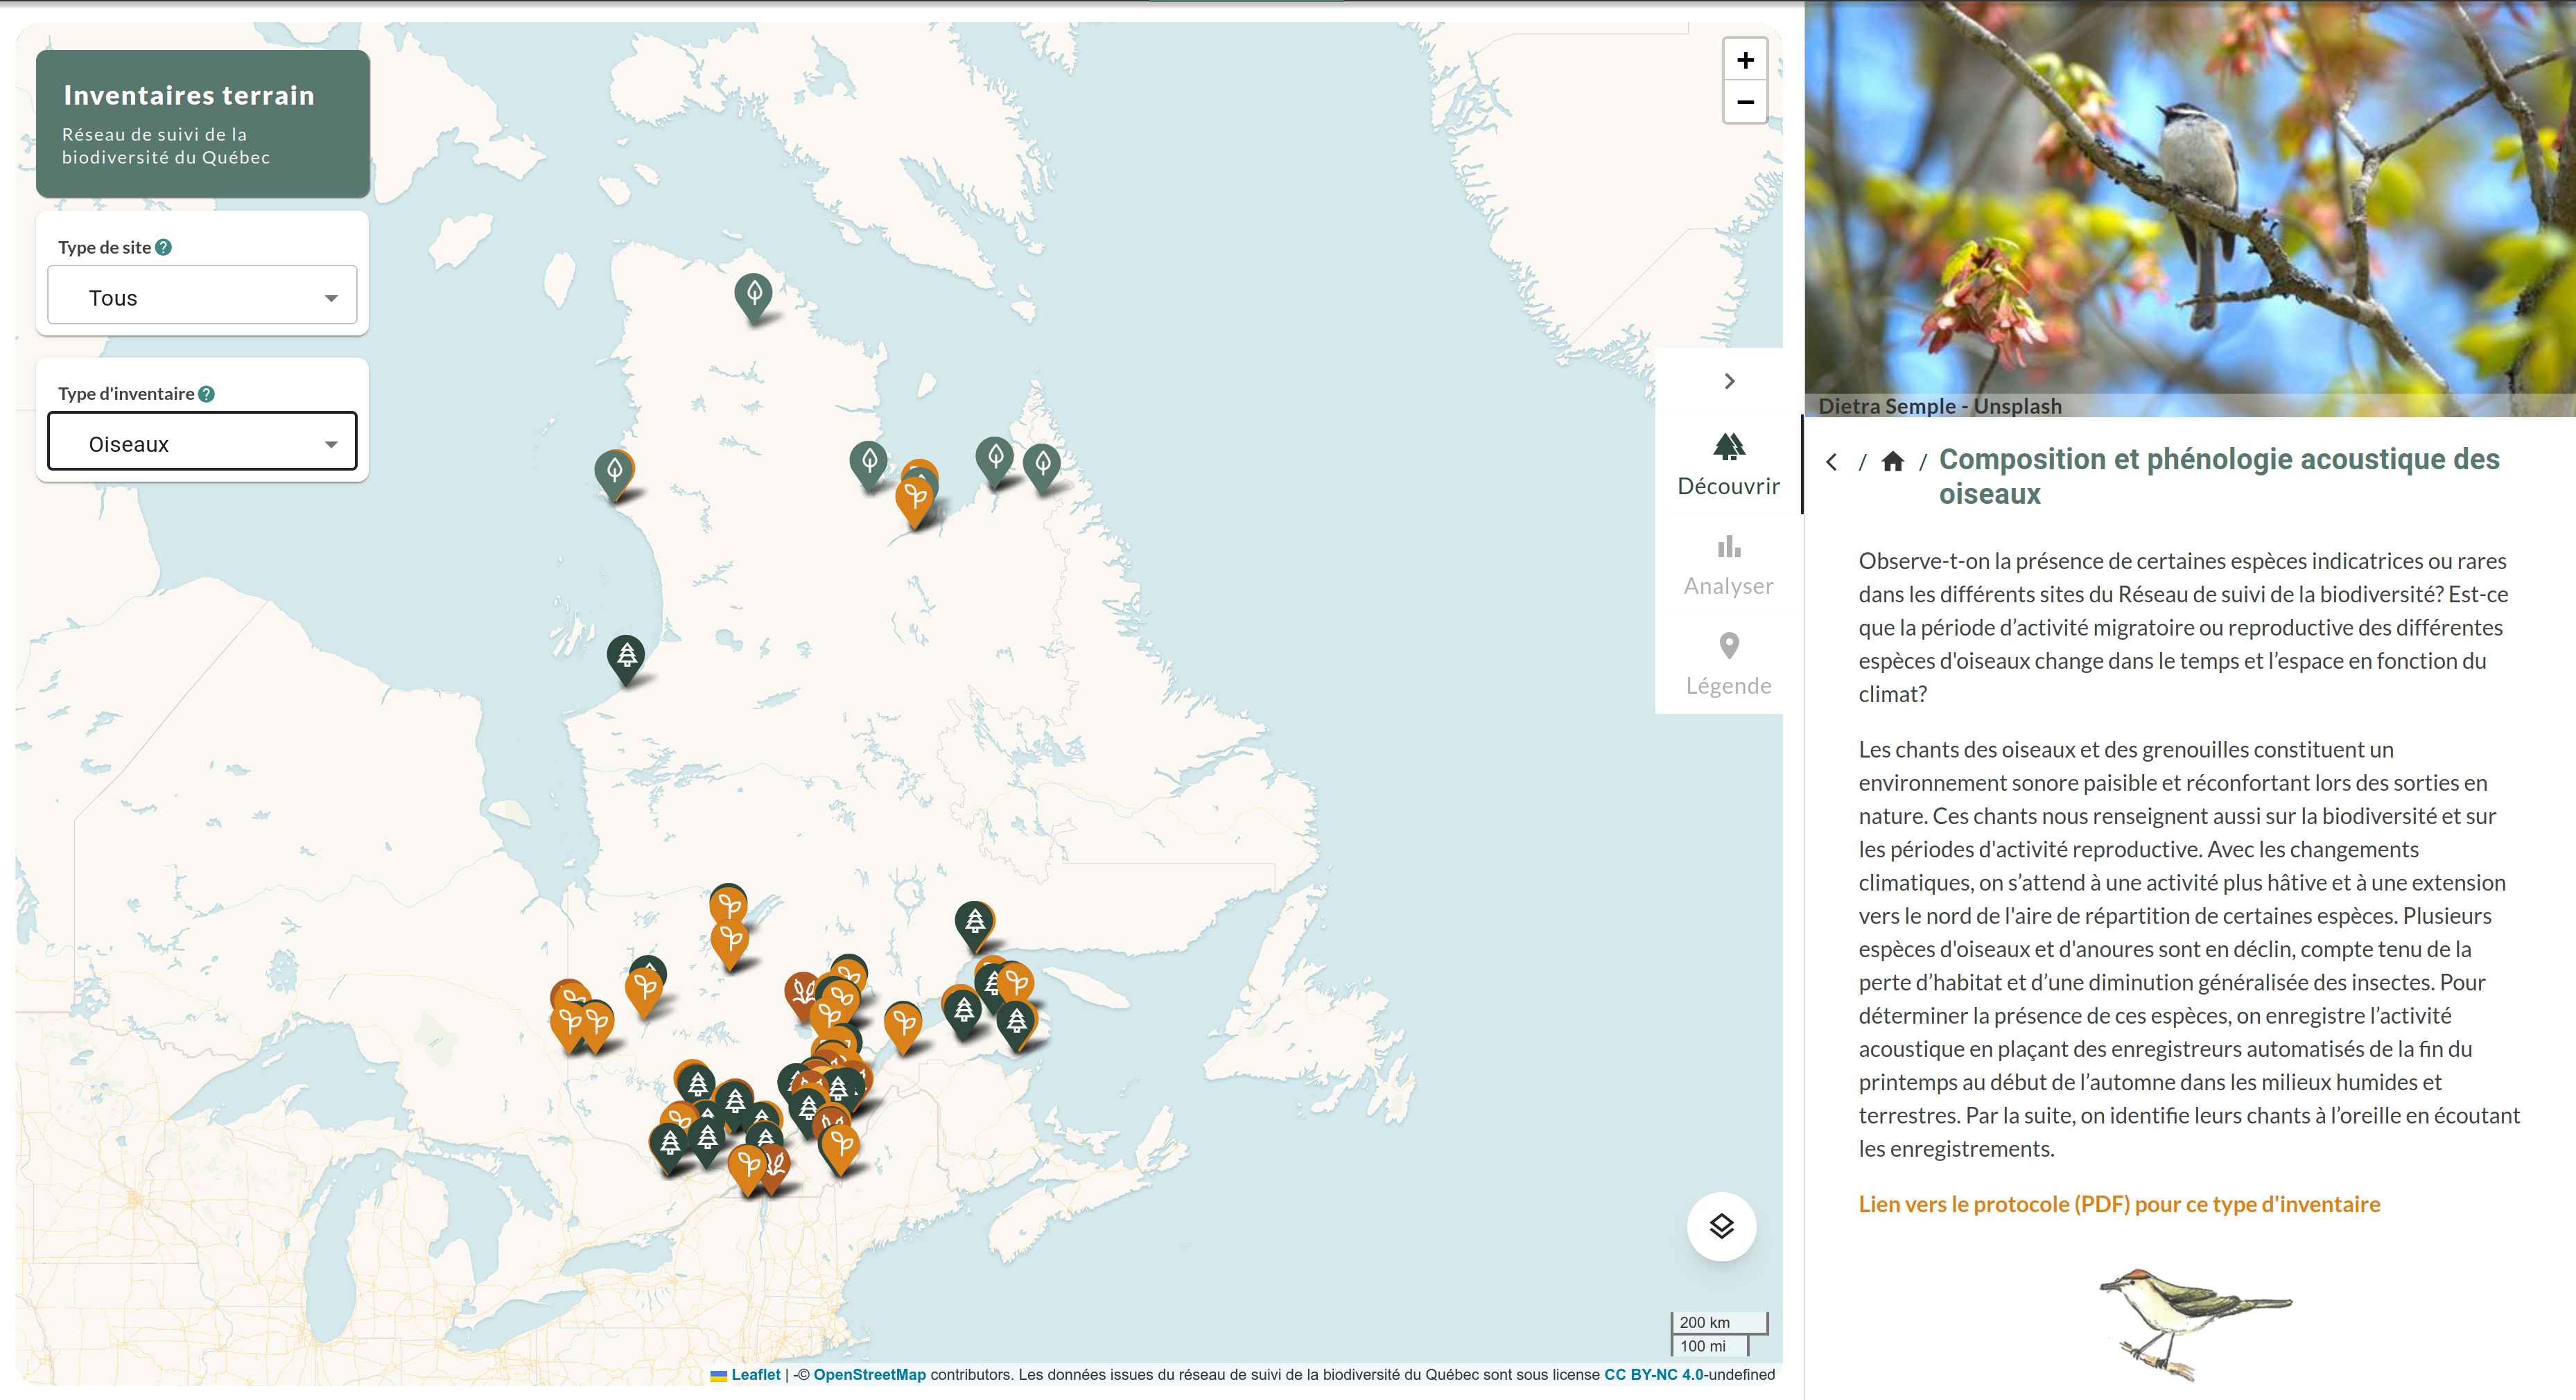 Inventaires terrain
Réseau de suivi de la
biodiversité du Québec
Type de site ?
Tous
Type d'inventaire ?
Oiseaux
+
−
Découvrir
Analyser
Légende
200 km
100 mi
Leaflet | -© OpenStreetMap contributors. Les données issues du réseau de suivi de la biodiversité du Québec sont sous license CC BY-NC 4.0-undefined
Dietra Semple - Unsplash
/ / Composition et phénologie acoustique des
oiseaux
Observe-t-on la présence de certaines espèces indicatrices ou rares
dans les différents sites du Réseau de suivi de la biodiversité? Est-ce
que la période d’activité migratoire ou reproductive des différentes
espèces d'oiseaux change dans le temps et l’espace en fonction du
climat?
Les chants des oiseaux et des grenouilles constituent un
environnement sonore paisible et réconfortant lors des sorties en
nature. Ces chants nous renseignent aussi sur la biodiversité et sur
les périodes d'activité reproductive. Avec les changements
climatiques, on s’attend à une activité plus hâtive et à une extension
vers le nord de l'aire de répartition de certaines espèces. Plusieurs
espèces d'oiseaux et d'anoures sont en déclin, compte tenu de la
perte d’habitat et d’une diminution généralisée des insectes. Pour
déterminer la présence de ces espèces, on enregistre l’activité
acoustique en plaçant des enregistreurs automatisés de la fin du
printemps au début de l’automne dans les milieux humides et
terrestres. Par la suite, on identifie leurs chants à l’oreille en écoutant
les enregistrements.
Lien vers le protocole (PDF) pour ce type d'inventaire